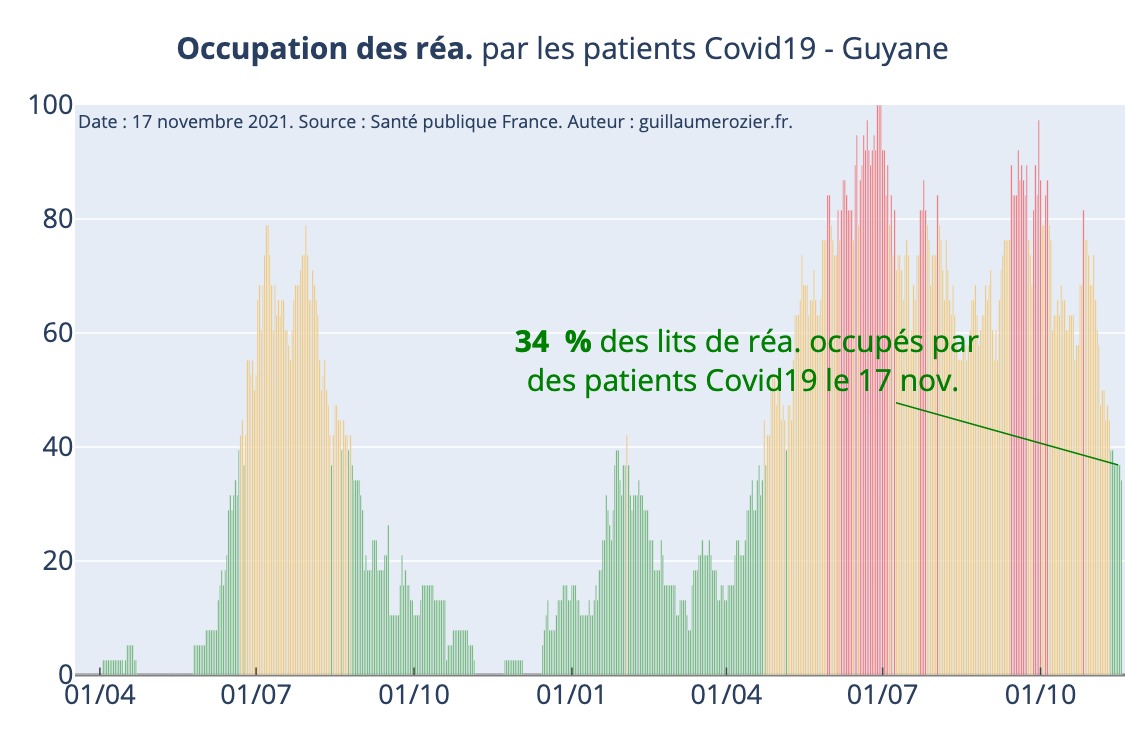 Occupation des réa. par les patients Covid19 - Guyane
100
Date : 17 novembre 2021. Source : Santé publique France. Auteur : guillaumerozier.fr.
80
60
34 % des lits de réa. occupés par
des patients Covid19 le 17 nov.
40
20
0
01/04 01/07 01/10 01/01 01/04 01/07 01/10